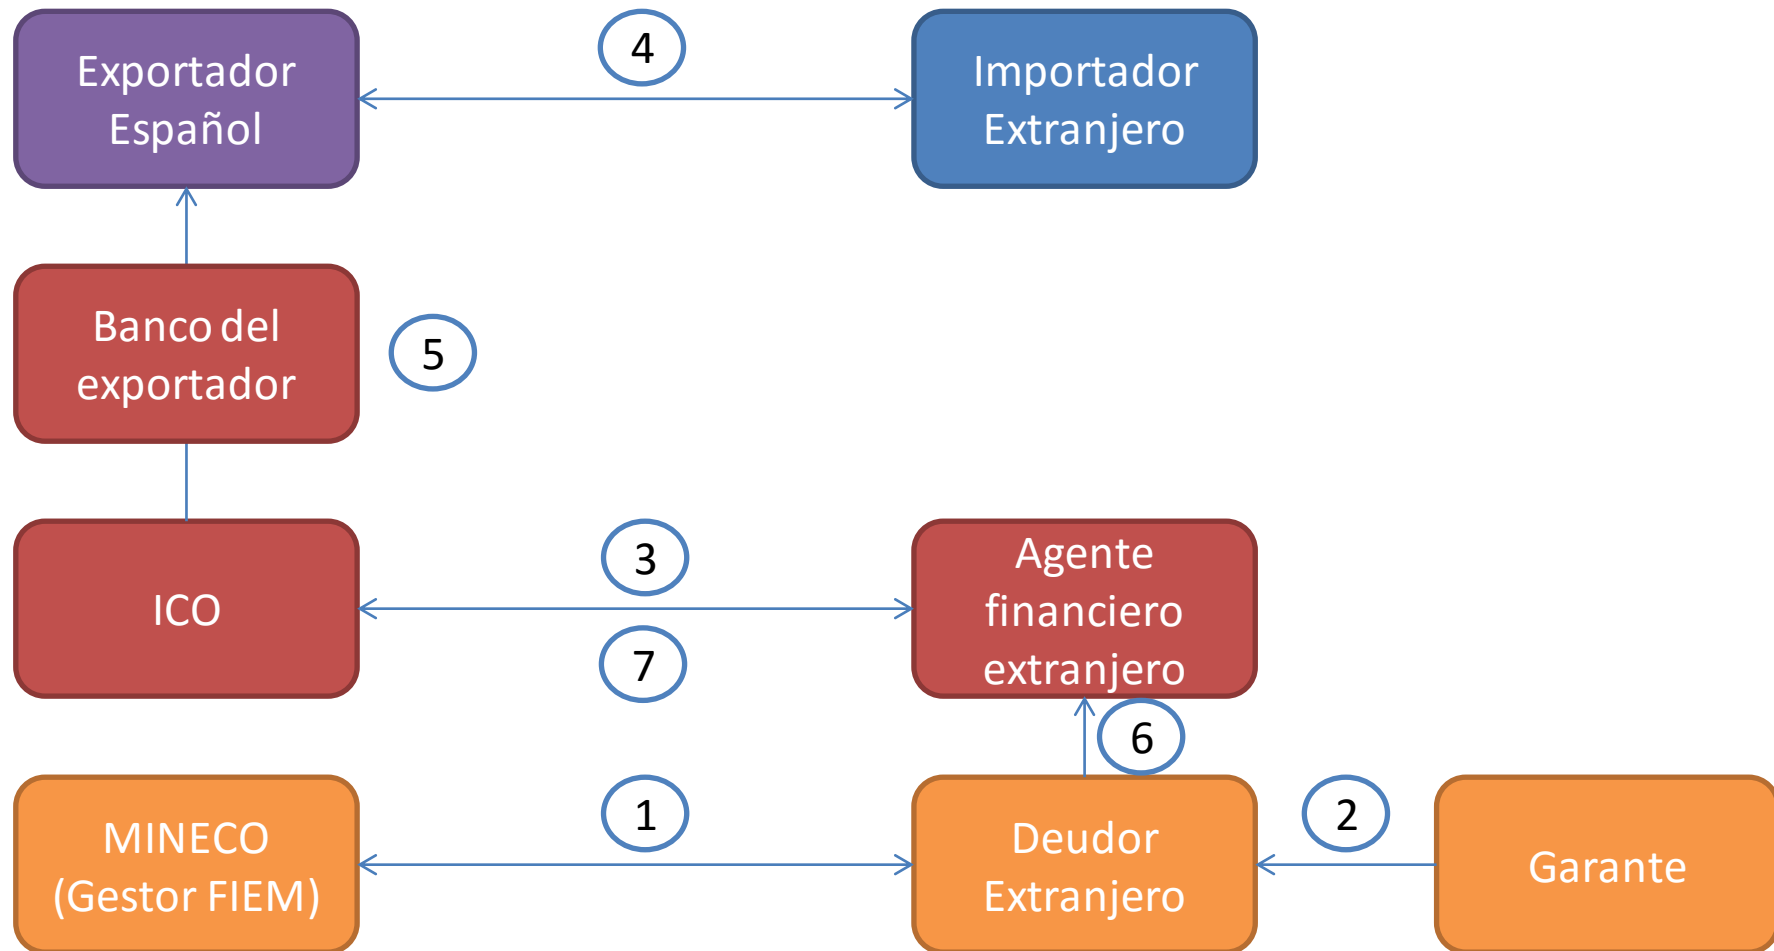 Exportador
Español
4
Importador
Extranjero
Banco del
exportador
5
ICO
3
7
Agente
financiero
extranjero
6
MINECO
(Gestor FIEM)
1
Deudor
Extranjero
2
Garante